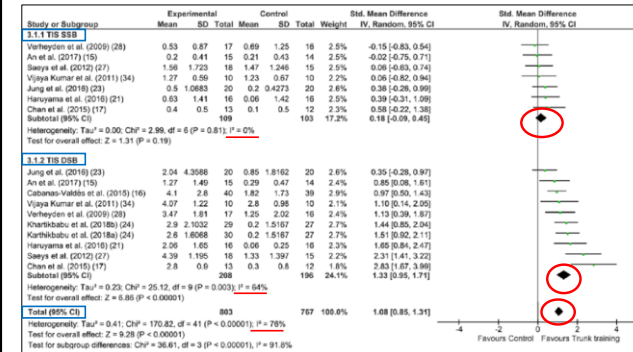 Experimental Control Std. Mean Difference Std. Mean Difference
Study or Subgroup Mean SD Total Mean SD Total Weight IV, Random, 95% CI IV, Random, 95% CI
3.1.1 TIS SSB
Verheyden et al. (2009) (28) 0.53 0.87 17 0.69 1.25 16 2.5% -0.15 [-0.83, 0.54]
An et al. (2017) (15) 0.2 0.41 15 0.21 0.43 14 2.5% -0.02 [-0.75, 0.71]
Saeys et al. (2012) (27) 1.56 1.723 18 1.47 1.246 15 2.5% 0.06 [-0.63, 0.74]
Vijaya Kumar et al. (2011) (34) 1.27 0.59 10 1.23 0.67 10 2.2% 0.06 [-0.82, 0.94]
Jung et al. (2016) (23) 0.5 1.0683 20 0.2 0.4273 20 2.6% 0.36 [-0.26, 0.99]
Haruyama et al. (2016) (21) 0.63 1.41 16 0.06 1.42 16 2.5% 0.39 [-0.31, 1.09]
Chan et al. (2015) (17) 0.4 0.5 13 0.1 0.5 12 2.3% 0.58 [-0.22, 1.38]
Subtotal (95% CI) 109 103 17.2% 0.18 [-0.09, 0.45]
Heterogeneity: Tau² = 0.00; Chi² = 2.99, df = 6 (P = 0.81); I² = 0%
Test for overall effect: Z = 1.31 (P = 0.19)
3.1.2 TIS DSB
Jung et al. (2016) (23) 2.04 4.3588 20 0.85 1.8162 20 2.6% 0.35 [-0.28, 0.97]
An et al. (2017) (15) 1.27 1.49 15 0.29 0.47 14 2.4% 0.85 [0.08, 1.61]
Cabanas-Valdés et al. (2015) (16) 4.1 2.8 40 1.82 1.73 39 2.9% 0.97 [0.50, 1.43]
Vijaya Kumar et al. (2011) (34) 4.07 1.22 10 2.8 0.98 10 2.0% 1.10 [0.14, 2.05]
Verheyden et al. (2009) (28) 3.47 1.81 17 1.25 2.02 16 2.4% 1.13 [0.39, 1.87]
Khartikbabu et al. (2018b) (24) 2.9 2.1032 29 0.2 1.5167 27 2.6% 1.44 [0.85, 2.04]
Karthikbabu et al. (2018a) (24) 2.6 1.6068 30 0.2 1.5167 27 2.6% 1.51 [0.92, 2.11]
Haruyama et al. (2016) (21) 2.06 1.65 16 0.06 0.25 16 2.3% 1.65 [0.84, 2.47]
Saeys et al. (2012) (27) 4.39 1.195 18 1.33 1.397 15 2.1% 2.31 [1.41, 3.22]
Chan et al. (2015) (17) 2.8 0.9 13 0.3 0.8 12 2.83 [1.67, 3.99]
Subtotal (95% CI) 208 196 24.1% 1.33 [0.95, 1.71]
Heterogeneity: Tau² = 0.23; Chi² = 25.12, df = 9 (P = 0.003); I² = 64%
Test for overall effect: Z = 6.86 (P < 0.00001)
Total (95% CI) 803 767 100.0% 1.08 [0.85, 1.31]
Heterogeneity: Tau² = 0.41; Chi² = 170.82, df = 41 (P < 0.00001); I² = 76%
Test for overall effect: Z = 9.28 (P < 0.00001)
Test for subgroup differences: Chi² = 36.61, df = 3 (P < 0.00001), I² = 91.8%
-4 -2 0 2 4
Favours Control Favours Trunk training